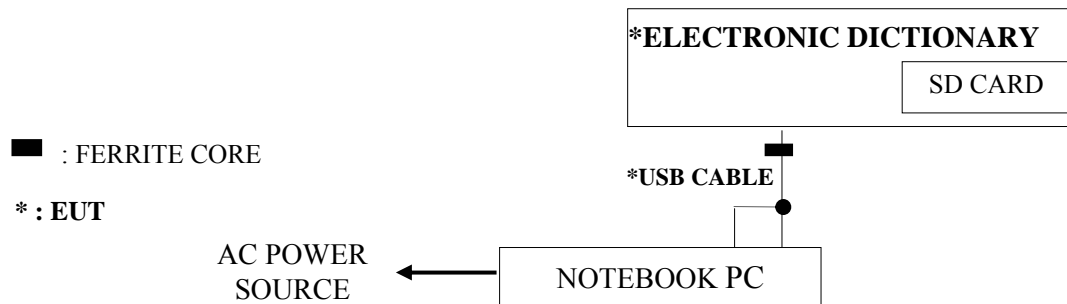 *ELECTRONIC DICTIONARY
SD CARD
: FERRITE CORE
*USB CABLE
* : EUT
AC POWER
SOURCE
NOTEBOOK PC